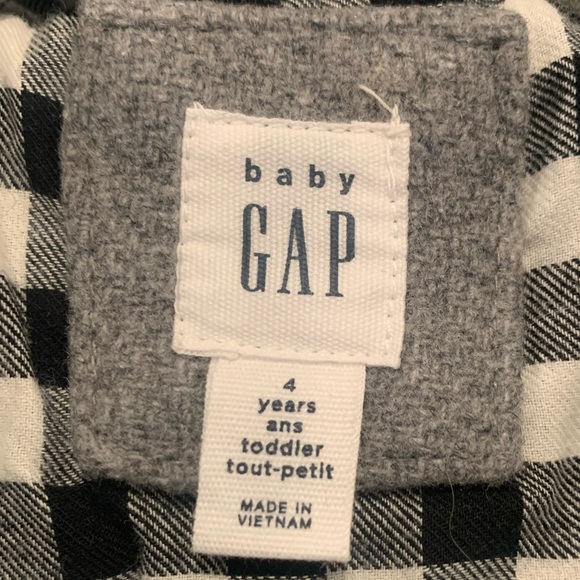 baby
GAP
4
years
ans
toddler
tout-petit
MADE IN
VIETNAM